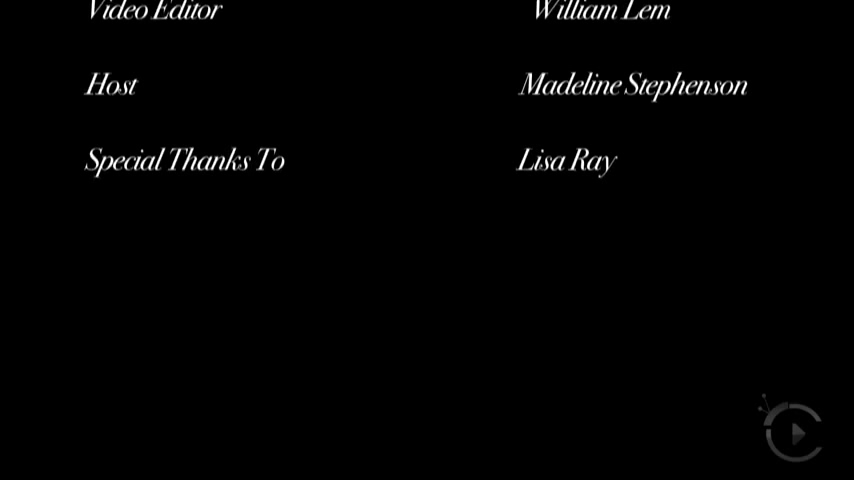 Video Editor William Lem
Host Madeline Stephenson
Special Thanks To Lisa Ray